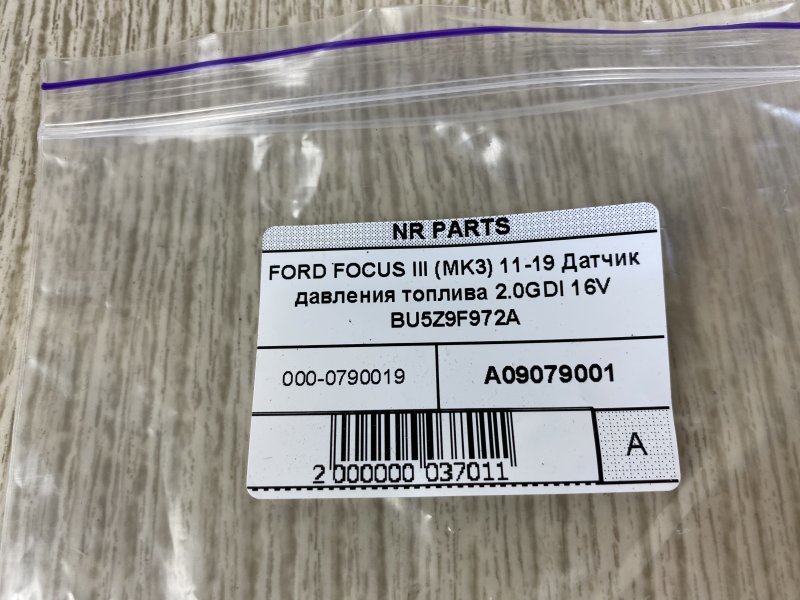 NR PARTS
FORD FOCUS III (MK3) 11-19 Датчик
давления топлива 2.0GDI 16V
BU5Z9F972A
000-0790019
A09079001
2 000000 037011
A